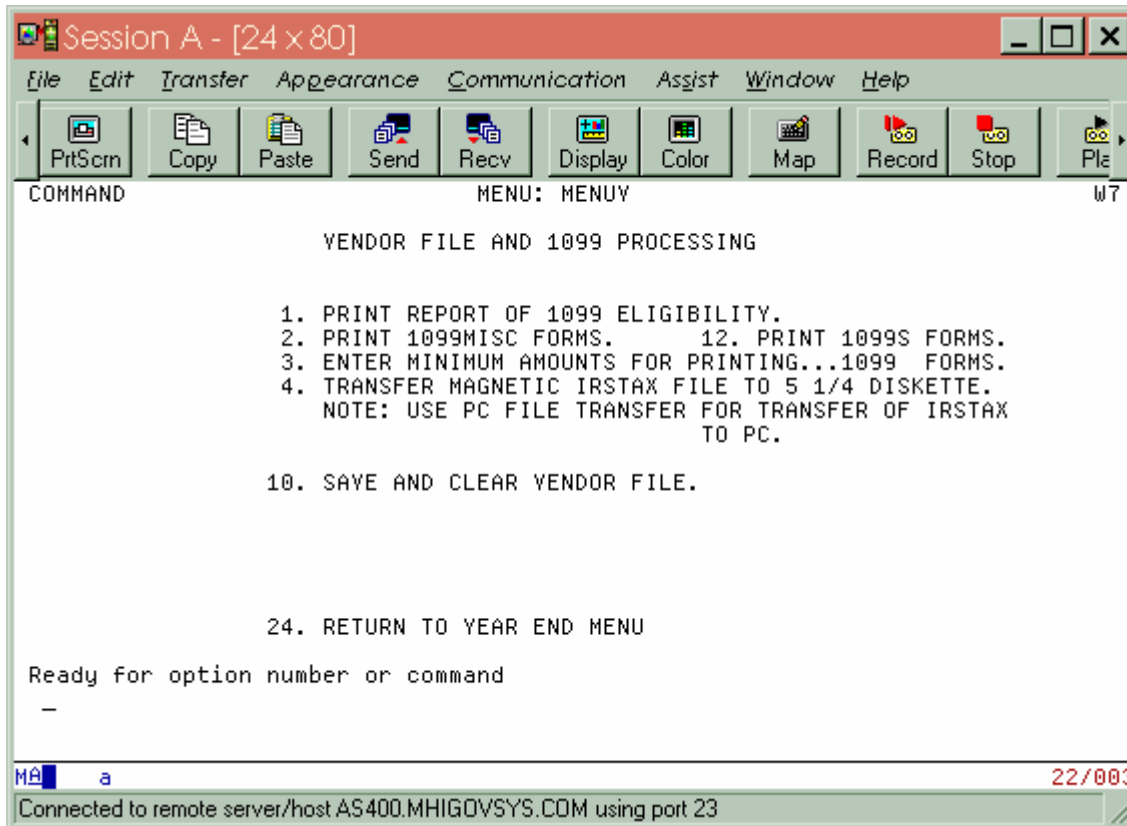 Session A - [24 x 80]
File Edit Transfer Appearance Communication Assist Window Help
PrtScrn Copy Paste Send Recv Display Color Map Record Stop Pla
COMMAND MENU: MENUY W7
VENDOR FILE AND 1099 PROCESSING
1. PRINT REPORT OF 1099 ELIGIBILITY.
2. PRINT 1099MISC FORMS. 12. PRINT 1099S FORMS.
3. ENTER MINIMUM AMOUNTS FOR PRINTING...1099 FORMS.
4. TRANSFER MAGNETIC IRSTAX FILE TO 5 1/4 DISKETTE.
NOTE: USE PC FILE TRANSFER FOR TRANSFER OF IRSTAX
TO PC.
10. SAVE AND CLEAR VENDOR FILE.
24. RETURN TO YEAR END MENU
Ready for option number or command
MA a 22/003
Connected to remote server/host AS400.MHIGOVSYS.COM using port 23